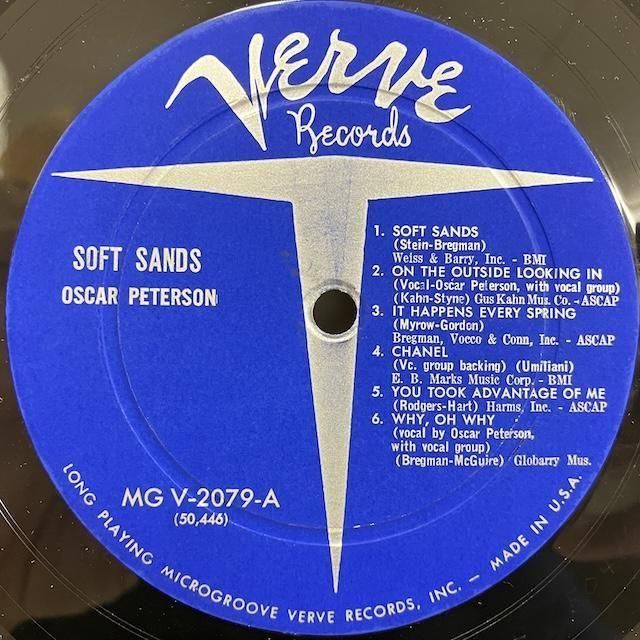 Verve
Records
SOFT SANDS
OSCAR PETERSON
1. SOFT SANDS
(Stein-Bregman)
Weiss & Barry, Inc. - BMI
2. ON THE OUTSIDE LOOKING IN
(Vocal-Oscar Peterson, with vocal group)
(Kahn-Styne) Gus Kahn Mus. Co. -ASCAP
3. IT HAPPENS EVERY SPRING
(Myrow-Gordon)
Bregman, Vocco & Conn, Inc. - ASCAP
4. CHANEL
(Vc. group backing) (Umiliani)
E. B. Marks Music Corp. - BMI
5. YOU TOOK ADVANTAGE OF ME
(Rodgers-Hart) Harms, Inc. - ASCAP
6. WHY, OH WHY
(vocal by Oscar Peterson,
with vocal group)
(Bregman-McGuire) Globarry Mus.
MG V-2079-A
(50,446)
LONG PLAYING MICROGROOVE VERVE RECORDS, INC. — MADE IN U.S.A.